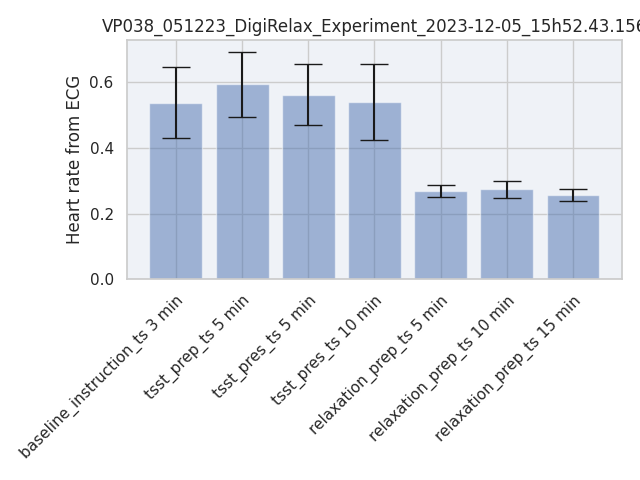 VP038_051223_DigiRelax_Experiment_2023-12-05_15h52.43.156
Heart rate from ECG
0.6
0.4
0.2
0.0
baseline_instruction_ts 3 min
tsst_prep_ts 5 min
tsst_pres_ts 5 min
tsst_pres_ts 10 min
relaxation_prep_ts 5 min
relaxation_prep_ts 10 min
relaxation_prep_ts 15 min